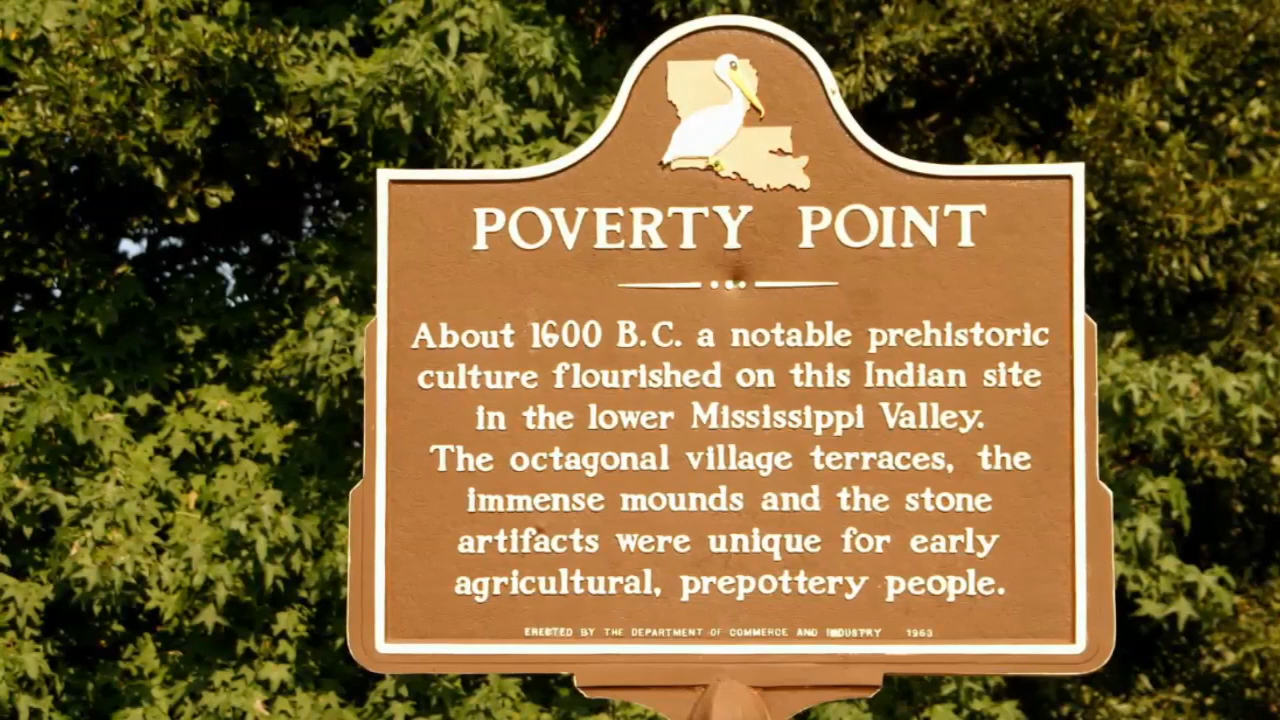 POVERTY POINT
About 1600 B.C. a notable prehistoric
culture flourished on this Indian site
in the lower Mississippi Valley.
The octagonal village terraces, the
immense mounds and the stone
artifacts were unique for early
agricultural, prepottery people.
ERECTED BY THE DEPARTMENT OF COMMERCE AND INDUSTRY 1963